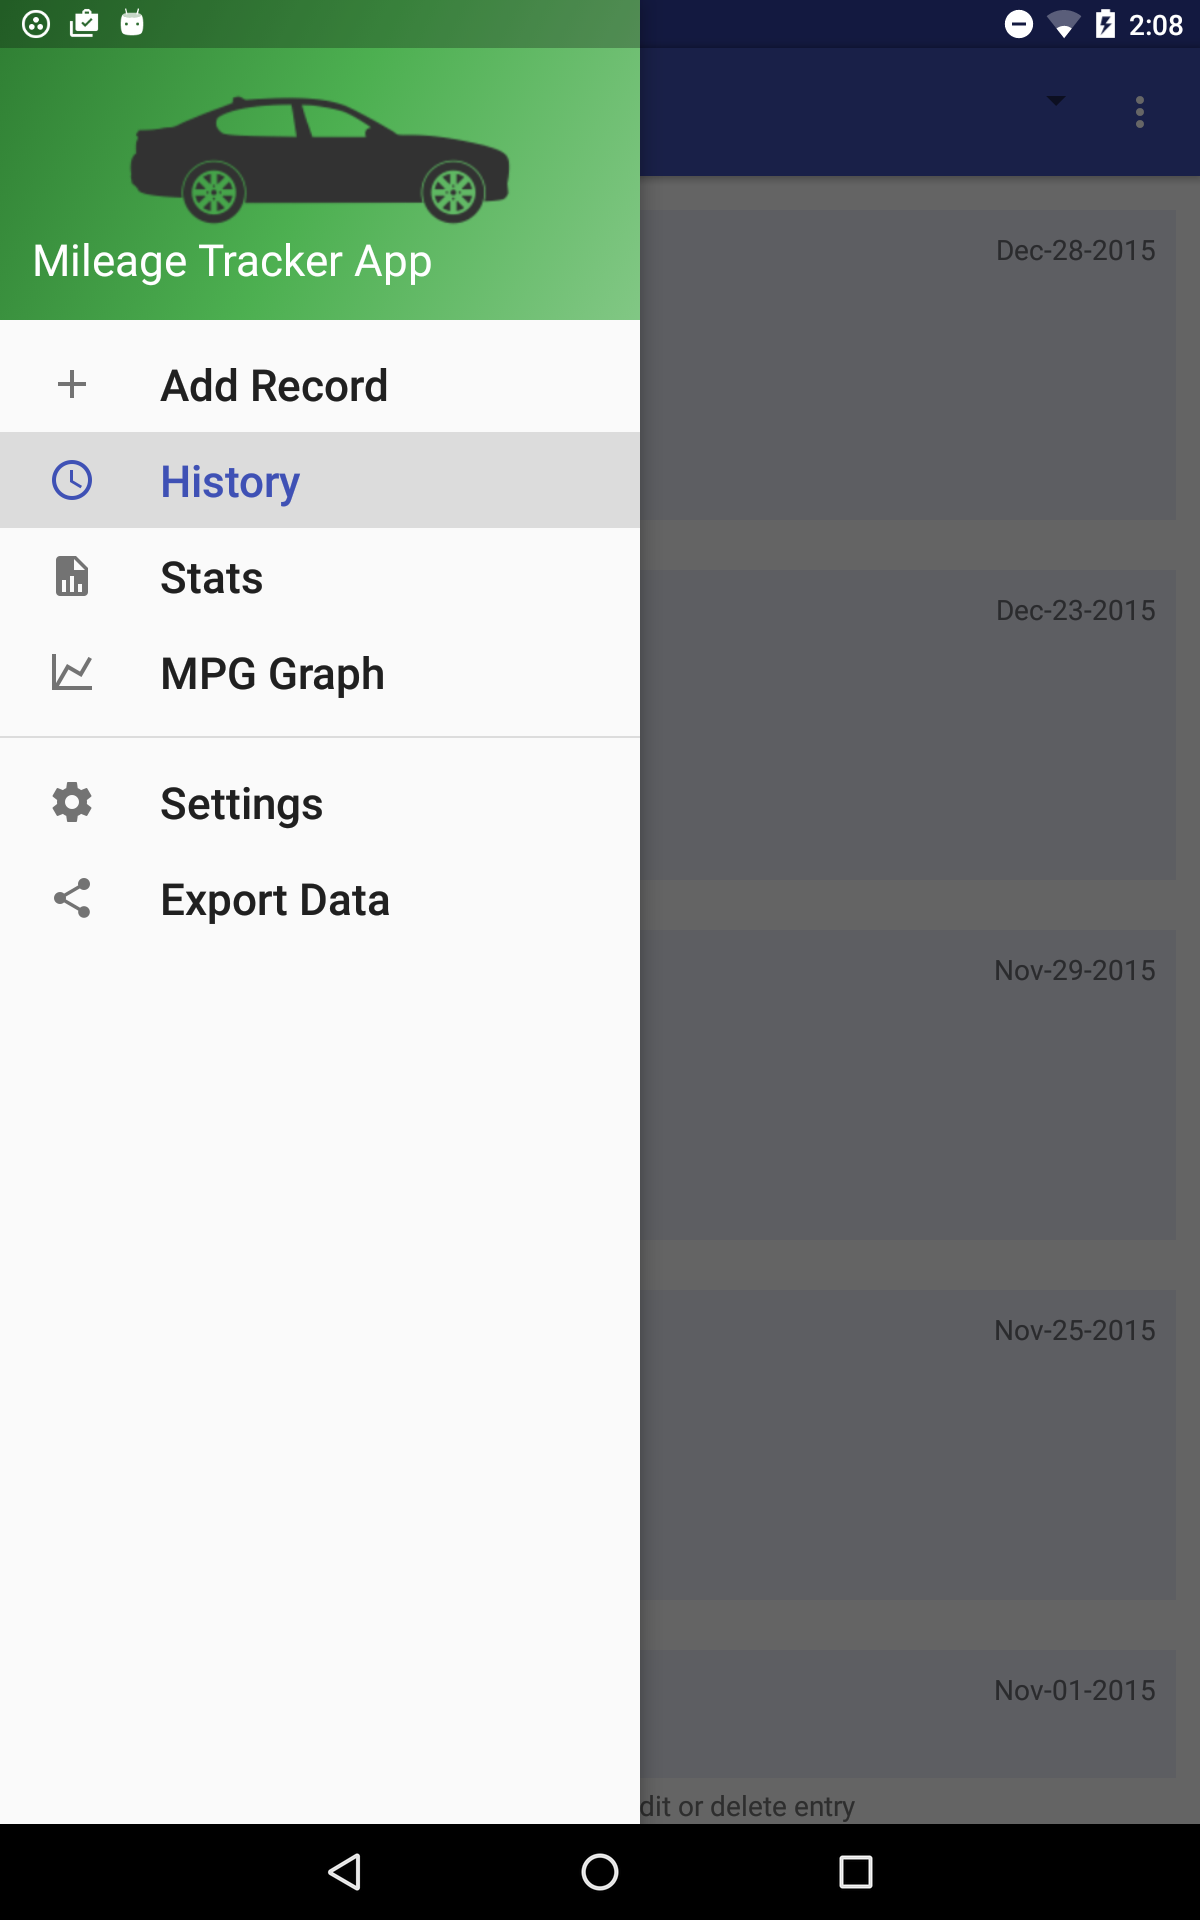 2:08
Mileage Tracker App
Add Record
History
Stats
MPG Graph
Settings
Export Data
Dec-28-2015
Dec-23-2015
Nov-29-2015
Nov-25-2015
Nov-01-2015
dit or delete entry